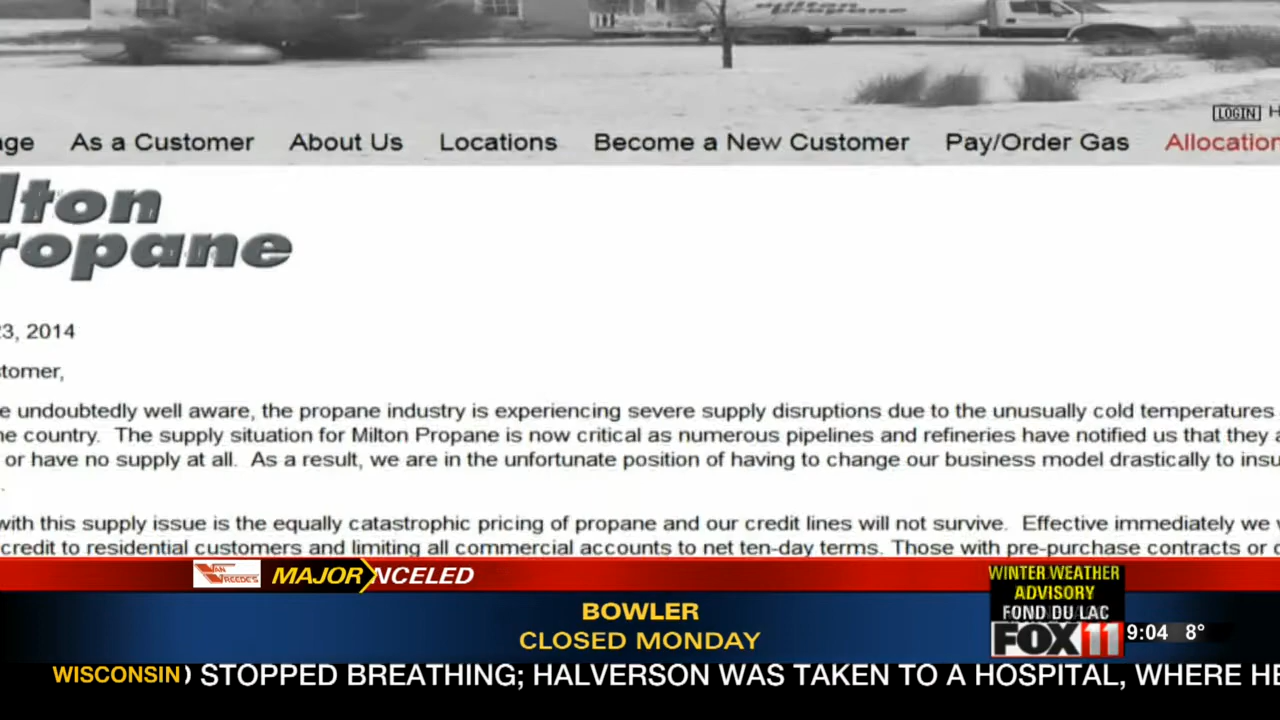 milton
propane
LOGIN
ge As a Customer About Us Locations Become a New Customer Pay/Order Gas Allocation
lton
ropane
23, 2014
tomer,
e undoubtedly well aware, the propane industry is experiencing severe supply disruptions due to the unusually cold temperatures
he country. The supply situation for Milton Propane is now critical as numerous pipelines and refineries have notified us that they a
or have no supply at all. As a result, we are in the unfortunate position of having to change our business model drastically to insu
.
with this supply issue is the equally catastrophic pricing of propane and our credit lines will not survive. Effective immediately we w
credit to residential customers and limiting all commercial accounts to net ten-day terms. Those with pre-purchase contracts or
VAN VREEDE'S MAJOR NCELED
WINTER WEATHER
ADVISORY
FOND DU LAC
FOX 11 9:04 8°
BOWLER
CLOSED MONDAY
WISCONSIN ) STOPPED BREATHING; HALVERSON WAS TAKEN TO A HOSPITAL, WHERE HE